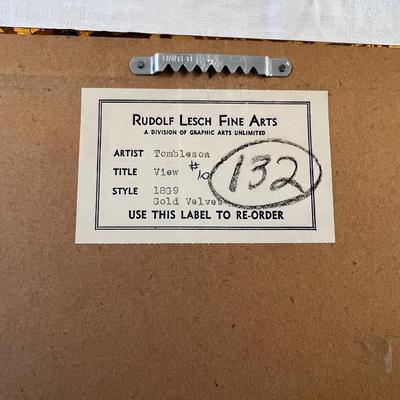 UNITED
RUDOLF LESCH FINE ARTS
A DIVISION OF GRAPHIC ARTS UNLIMITED
ARTIST Tombleson
TITLE View #10
STYLE 18G9
Gold Velvet
132
USE THIS LABEL TO RE-ORDER